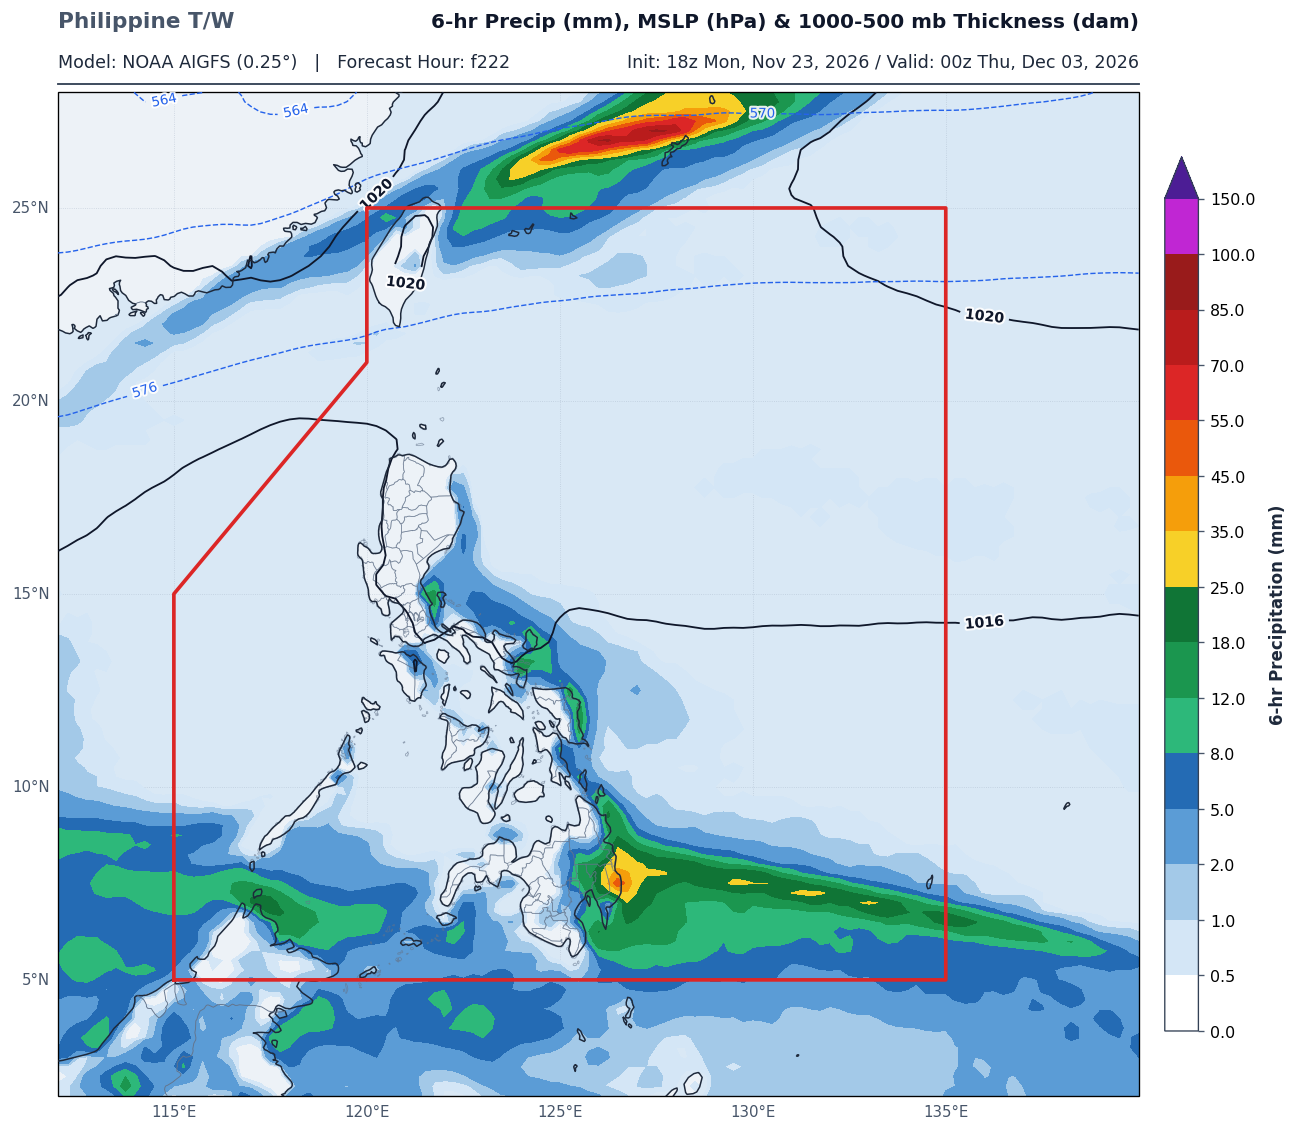 Philippine T/W
6-hr Precip (mm), MSLP (hPa) & 1000-500 mb Thickness (dam)
Model: NOAA AIGFS (0.25°) | Forecast Hour: f222
Init: 18z Mon, Nov 23, 2026 / Valid: 00z Thu, Dec 03, 2026
564
564
570
1020
1020
1020
576
1016
25°N
20°N
15°N
10°N
5°N
115°E
120°E
125°E
130°E
135°E
150.0
100.0
85.0
70.0
55.0
45.0
35.0
25.0
18.0
12.0
8.0
5.0
2.0
1.0
0.5
0.0
6-hr Precipitation (mm)